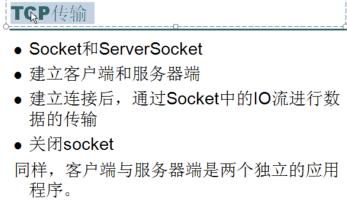 TCP传输
● Socket和ServerSocket
● 建立客户端和服务器端
● 建立连接后，通过Socket中的IO流进行数
据的传输
● 关闭socket
同样，客户端与服务器端是两个独立的应用
程序。